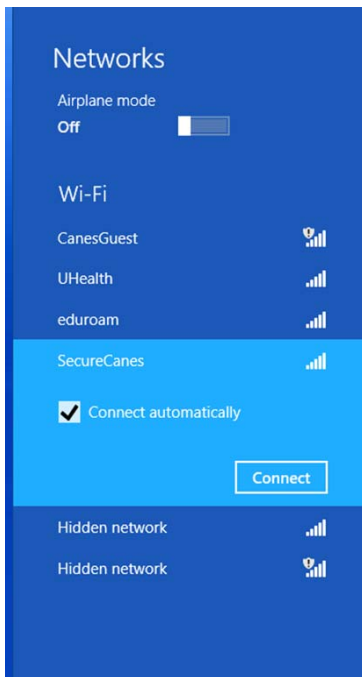 Networks
Airplane mode
Off
Wi-Fi
CanesGuest
UHealth
eduroam
SecureCanes
Connect automatically
Connect
Hidden network
Hidden network